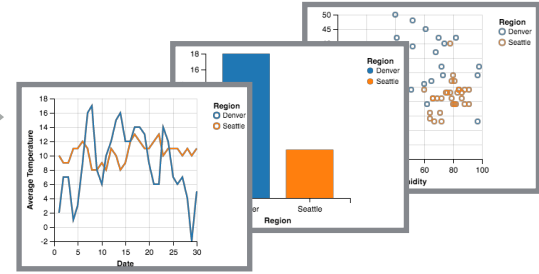 50
45
Region
Denver
Seattle
60
80
100
idity
18
16
Region
Denver
Seattle
er
Seattle
Region
18
16
14
12
10
8
6
4
2
0
-2
Average Temperature
0
5
10
15
20
25
30
Date
Region
Denver
Seattle